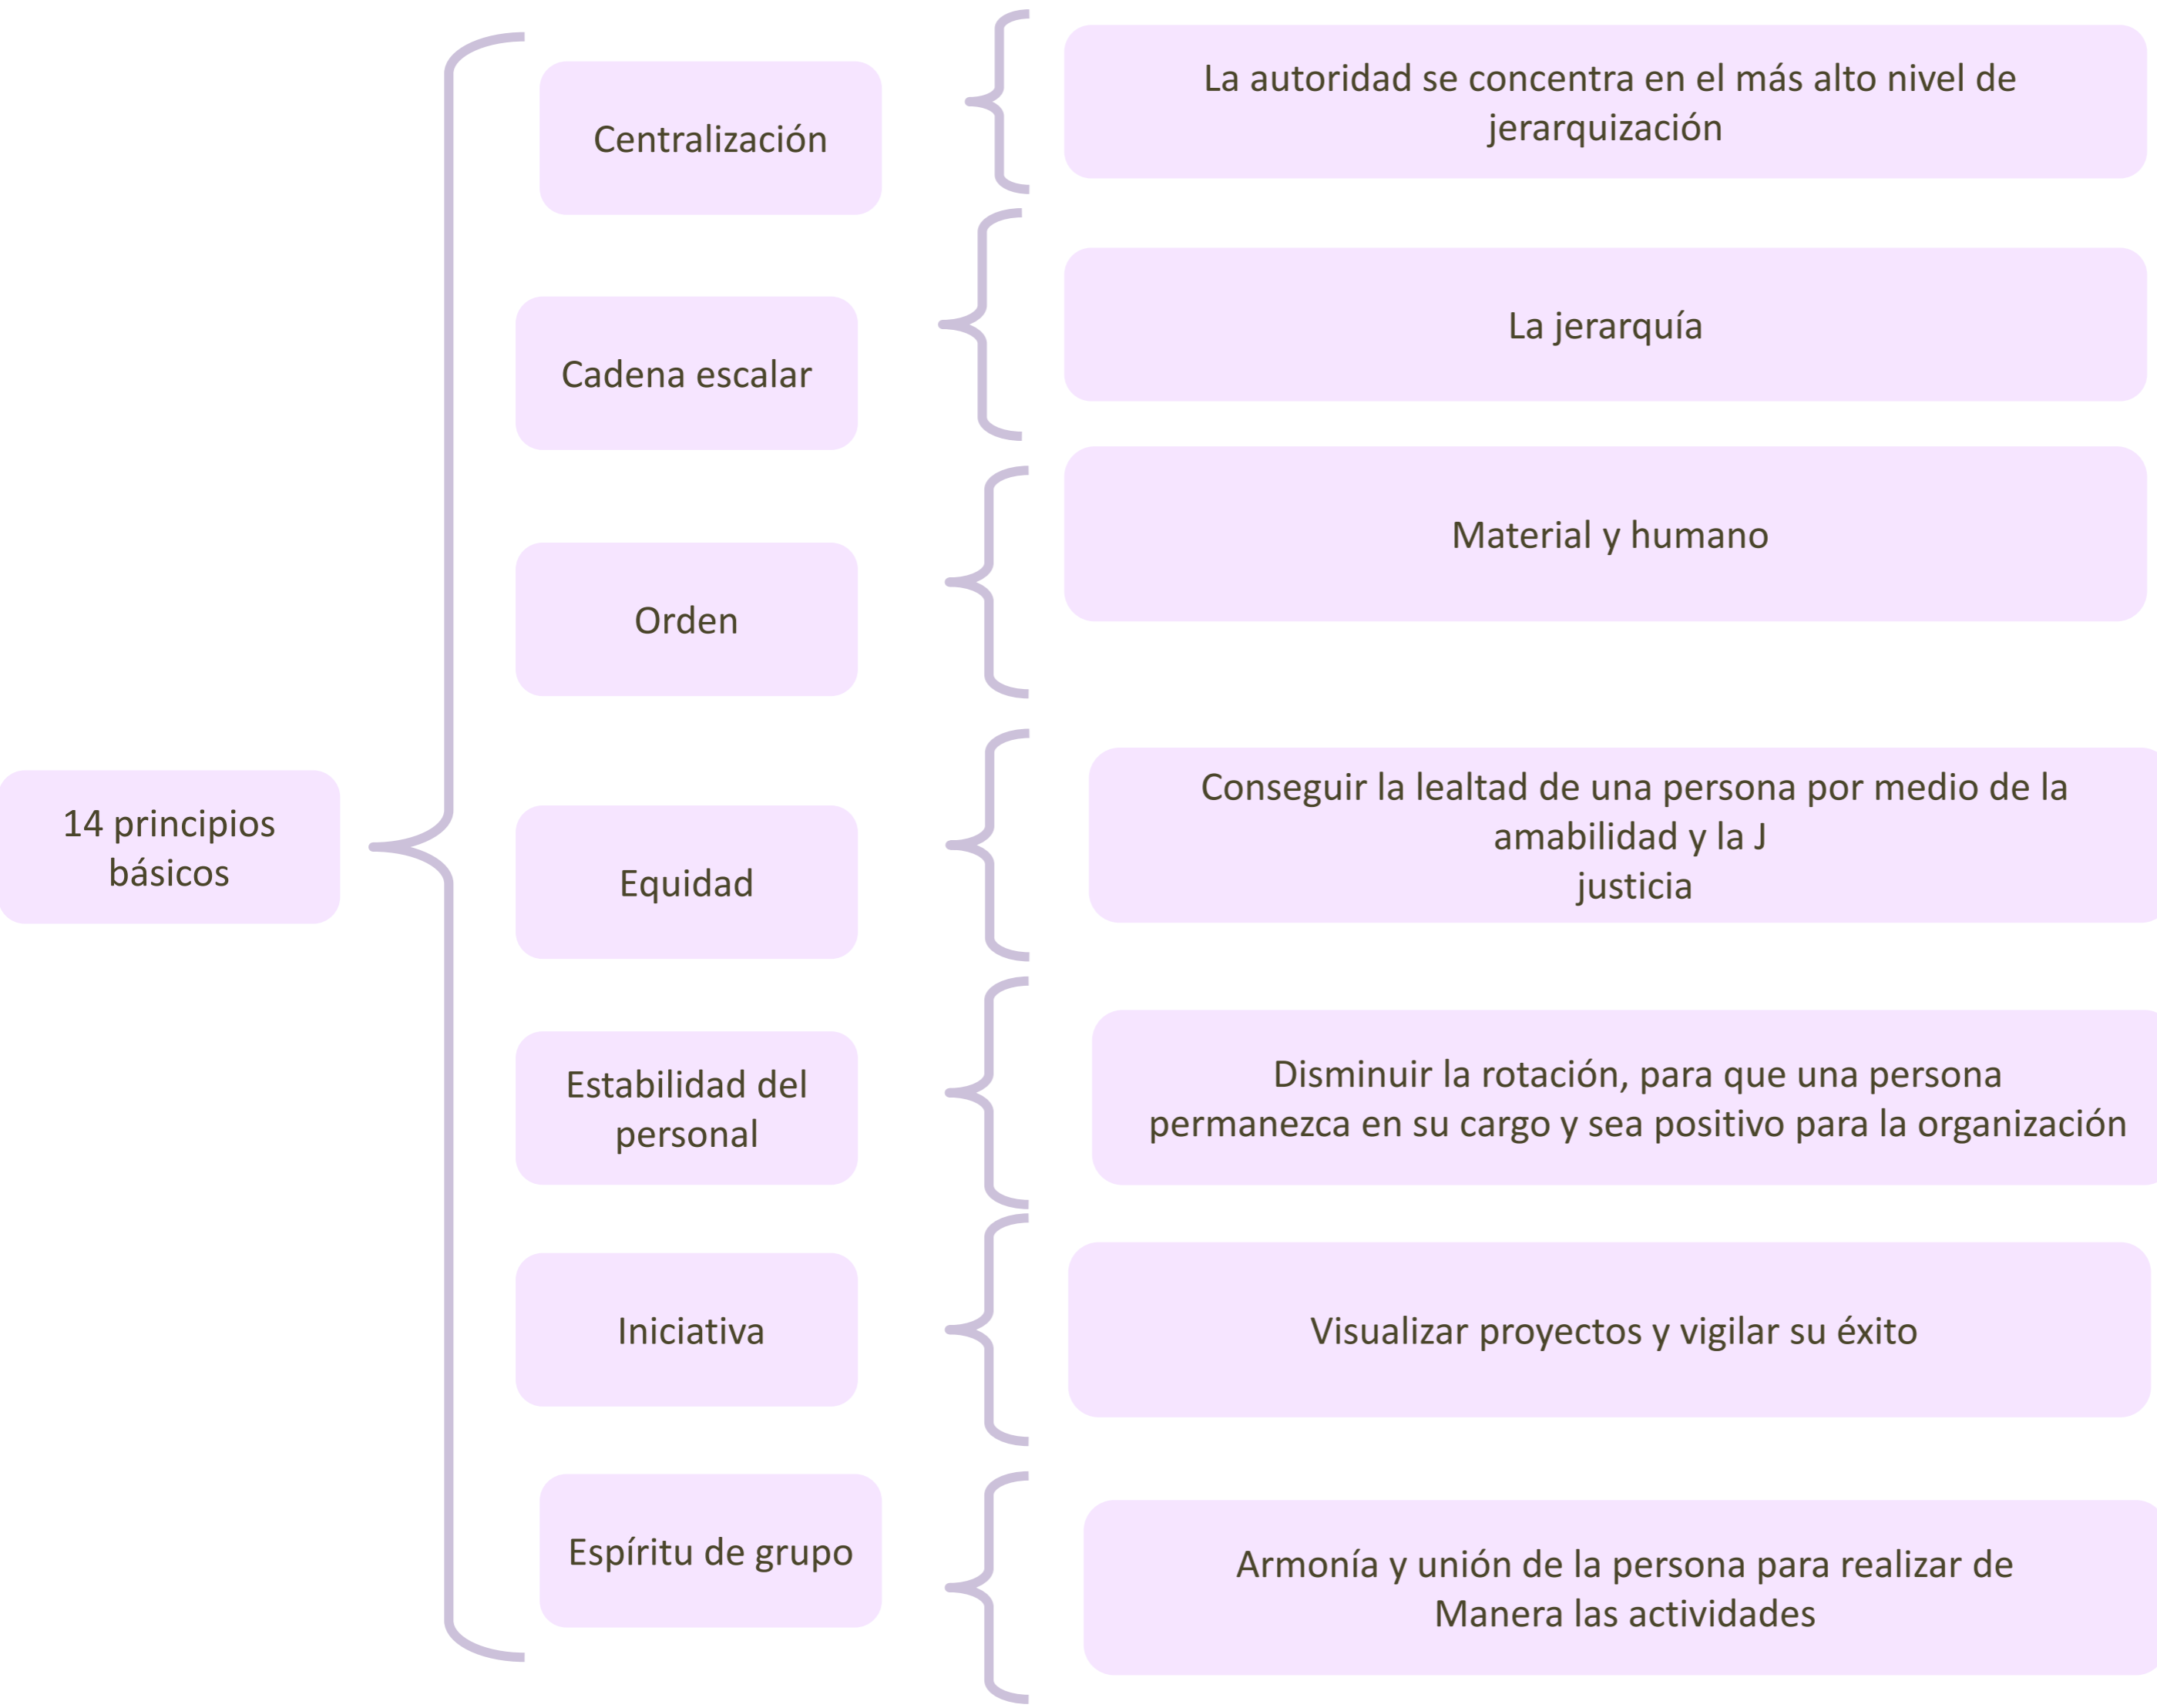 14 principios
básicos
Centralización
La autoridad se concentra en el más alto nivel de
jerarquización
Cadena escalar
La jerarquía
Orden
Material y humano
Equidad
Conseguir la lealtad de una persona por medio de la
amabilidad y la J
justicia
Estabilidad del
personal
Disminuir la rotación, para que una persona
permanezca en su cargo y sea positivo para la organización
Iniciativa
Visualizar proyectos y vigilar su éxito
Espíritu de grupo
Armonía y unión de la persona para realizar de
Manera las actividades